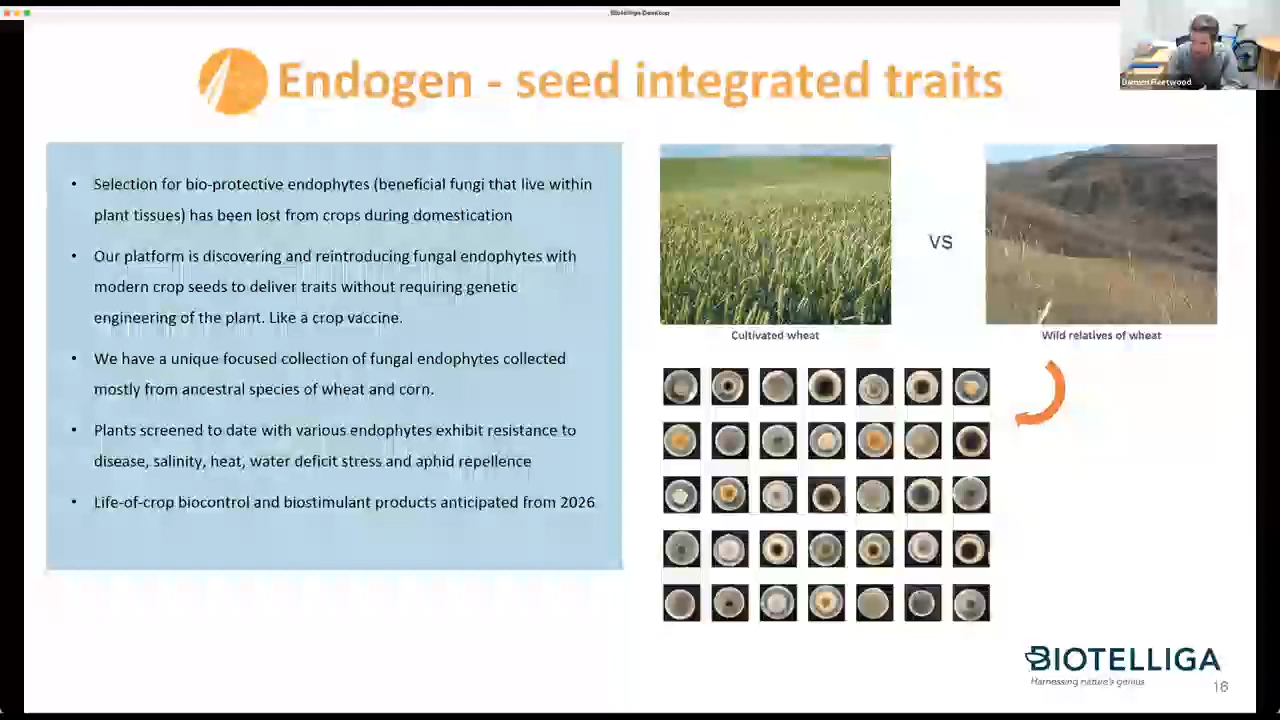 Biotelliga Desktop
Endogen - seed integrated traits
Damien Fleetwood
• Selection for bio-protective endophytes (beneficial fungi that live within
plant tissues) has been lost from crops during domestication
• Our platform is discovering and reintroducing fungal endophytes with
modern crop seeds to deliver traits without requiring genetic
engineering of the plant. Like a crop vaccine.
• We have a unique focused collection of fungal endophytes collected
mostly from ancestral species of wheat and corn.
• Plants screened to date with various endophytes exhibit resistance to
disease, salinity, heat, water deficit stress and aphid repellence
• Life-of-crop biocontrol and biostimulant products anticipated from 2026
VS
Cultivated wheat
Wild relatives of wheat
BIOTELLIGA
Harnessing nature's genius
16